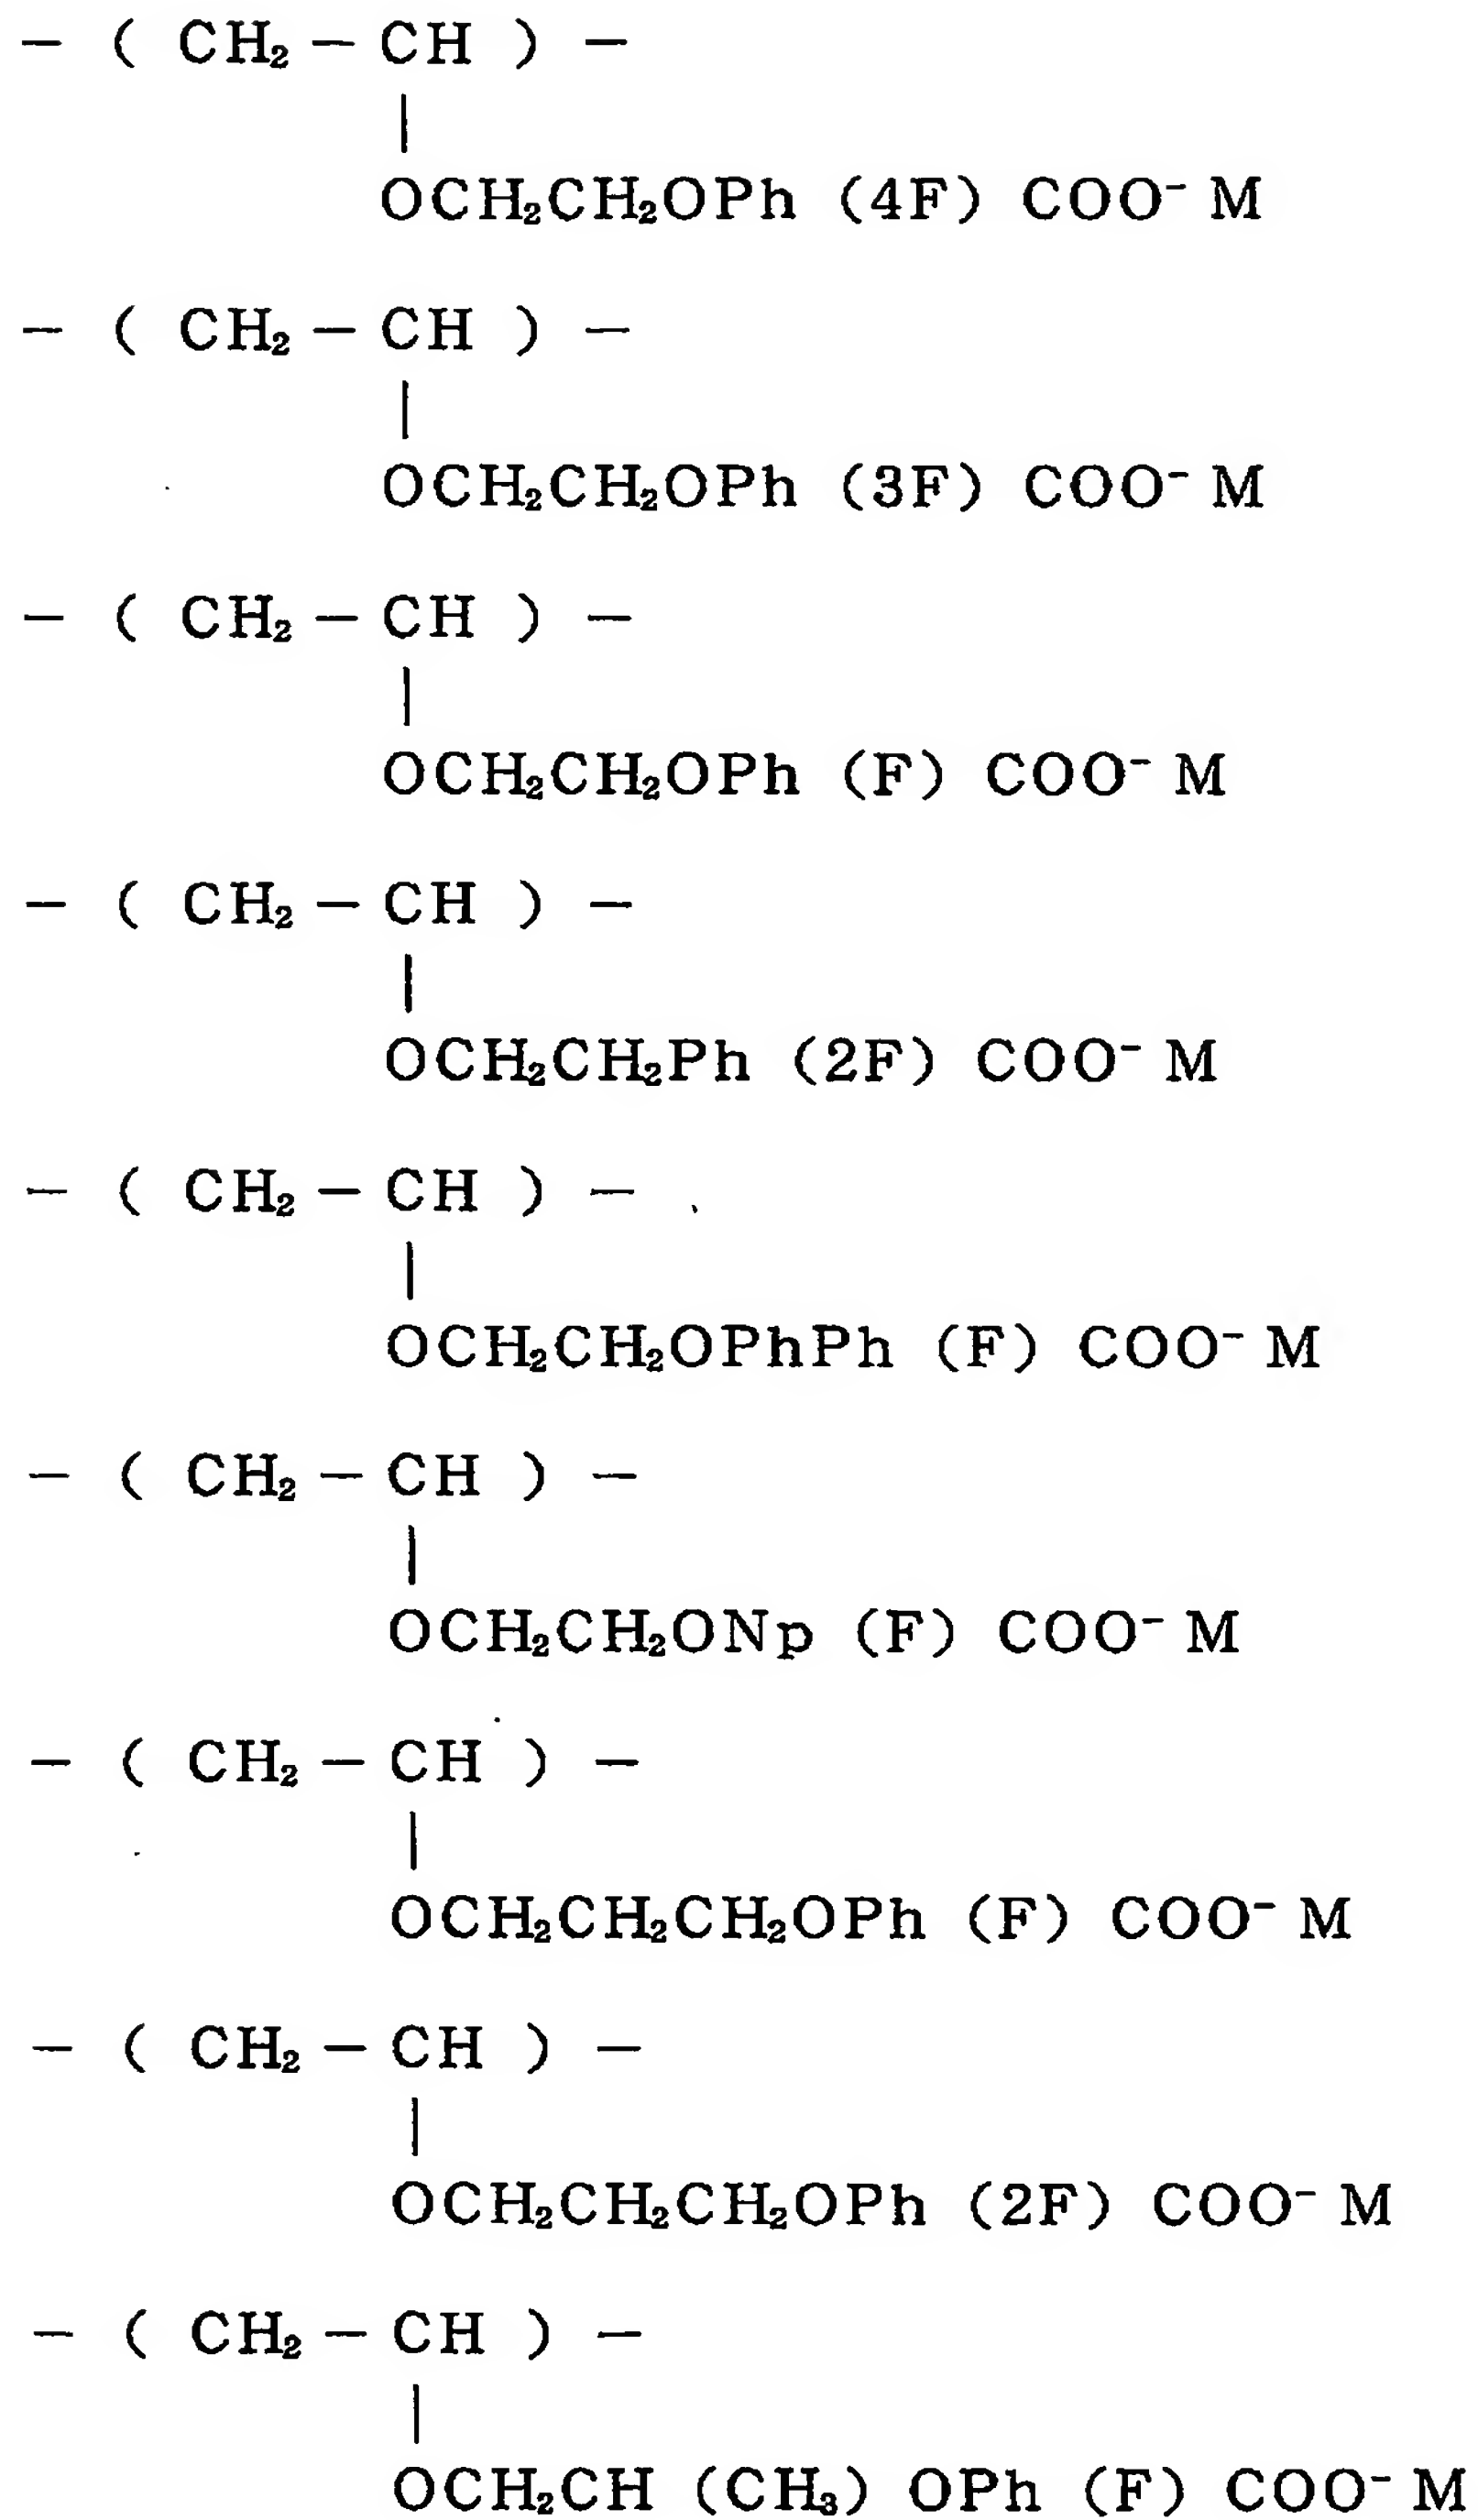 — ( CH₂ — CH ) —
|
OCH₂CH₂OPh (4F) COO⁻ M
— ( CH₂ — CH ) —
|
OCH₂CH₂OPh (3F) COO⁻ M
— ( CH₂ — CH ) —
|
OCH₂CH₂OPh (F) COO⁻ M
— ( CH₂ — CH ) —
|
OCH₂CH₂Ph (2F) COO⁻ M
— ( CH₂ — CH ) —
|
OCH₂CH₂OPhPh (F) COO⁻ M
— ( CH₂ — CH ) —
|
OCH₂CH₂ONp (F) COO⁻ M
— ( CH₂ — CH ) —
|
OCH₂CH₂CH₂OPh (F) COO⁻ M
— ( CH₂ — CH ) —
|
OCH₂CH₂CH₂OPh (2F) COO⁻ M
— ( CH₂ — CH ) —
|
OCH₂CH (CH₃) OPh (F) COO⁻ M